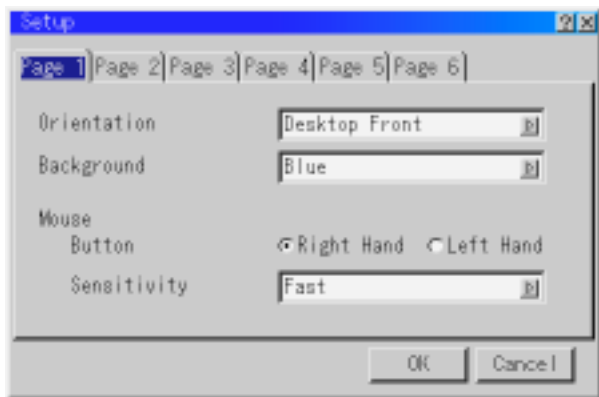 Setup
Page 1 Page 2 Page 3 Page 4 Page 5 Page 6
Orientation Desktop Front
Background Blue
Mouse
Button Right Hand Left Hand
Sensitivity Fast
OK Cancel